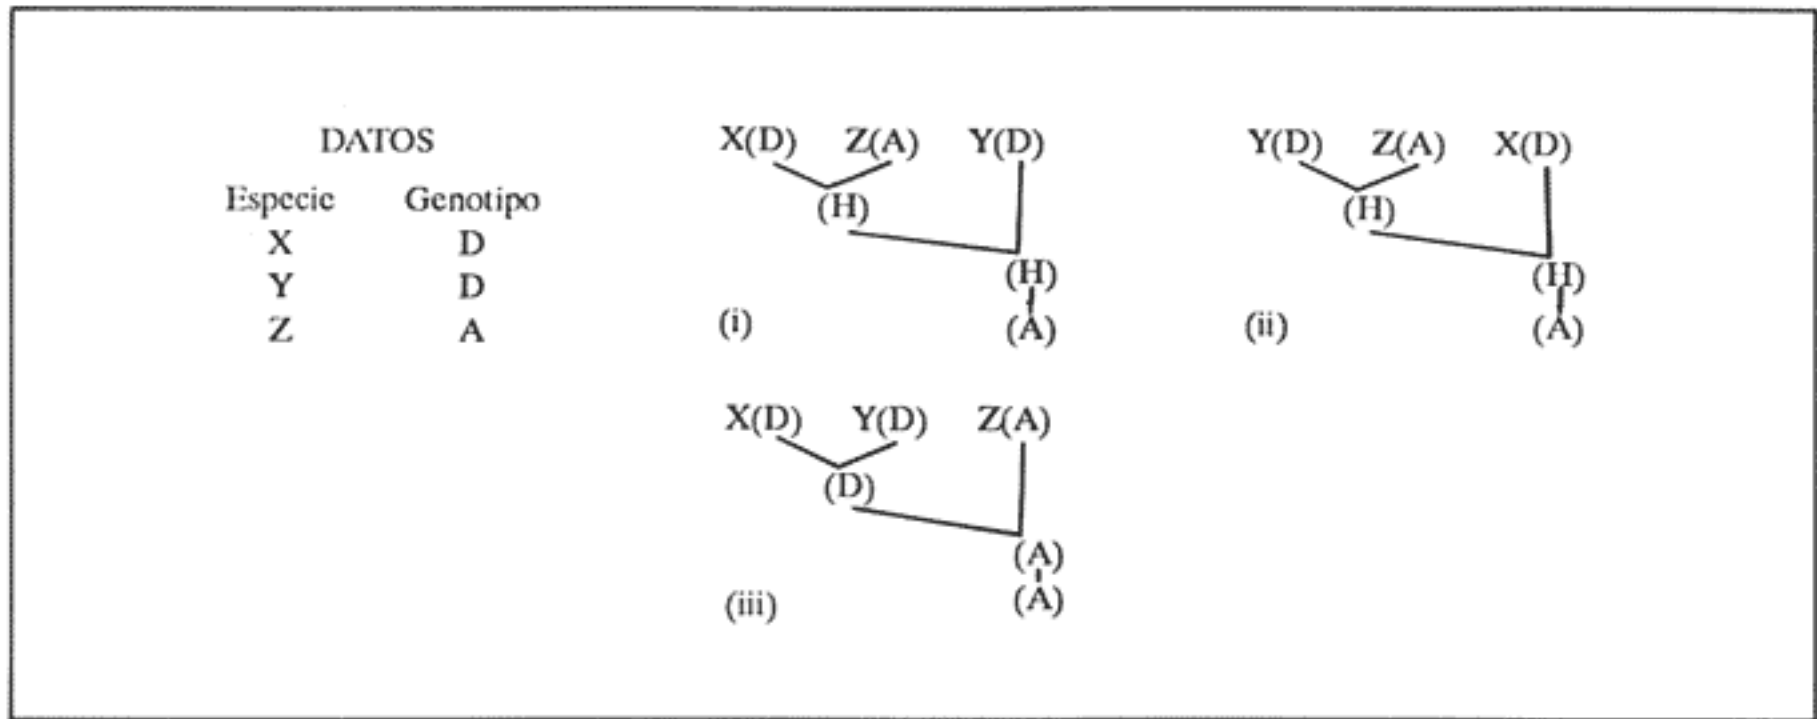 DATOS
Especie Genotipo
X D
Y D
Z A
X(D) Z(A) Y(D)
(H)
(H)
(i) (A)
Y(D) Z(A) X(D)
(H)
(H)
(ii) (A)
X(D) Y(D) Z(A)
(D)
(A)
(iii) (A)